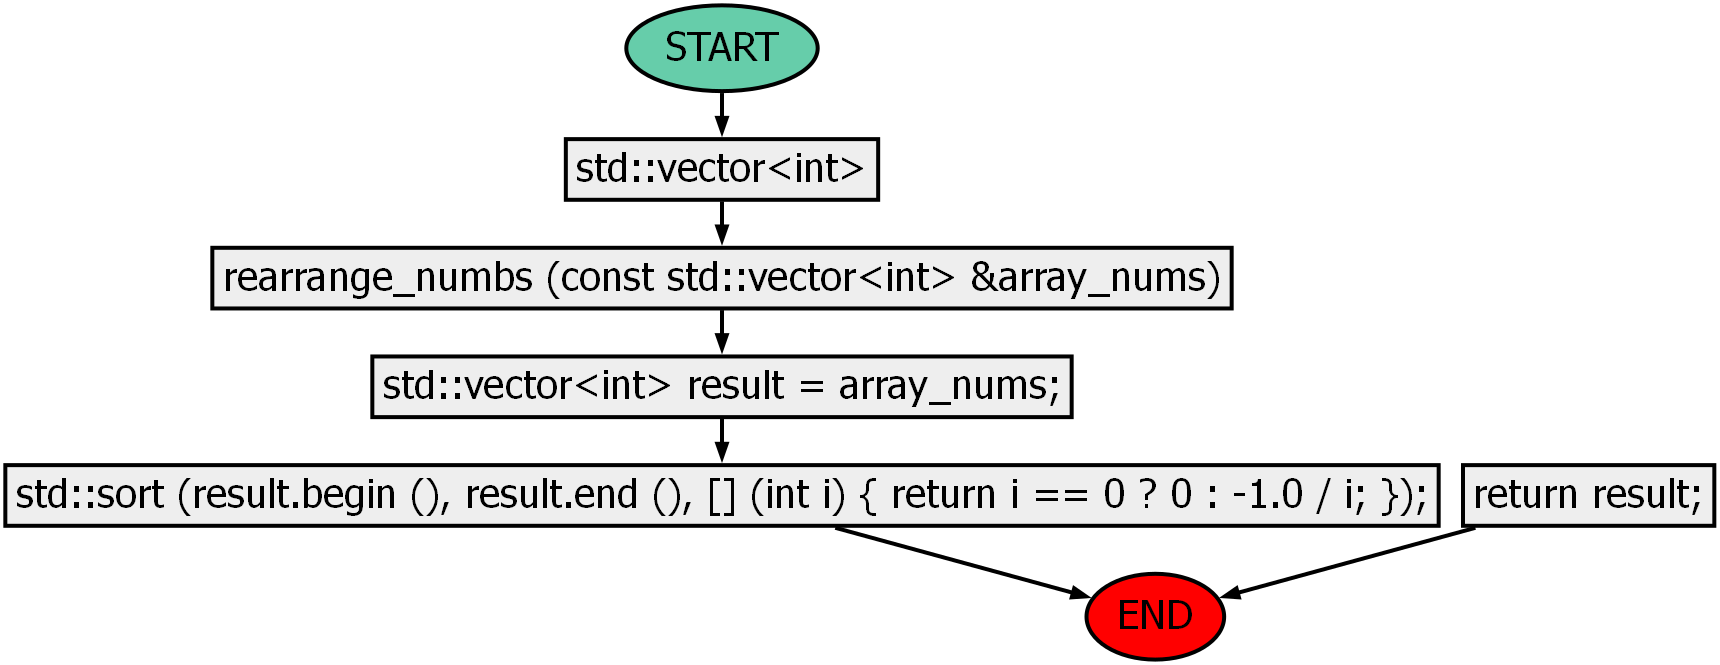 START
std::vector<int>
rearrange_numbs (const std::vector<int> &array_nums)
std::vector<int> result = array_nums;
std::sort (result.begin (), result.end (), [] (int i) { return i == 0 ? 0 : -1.0 / i; });
return result;
END